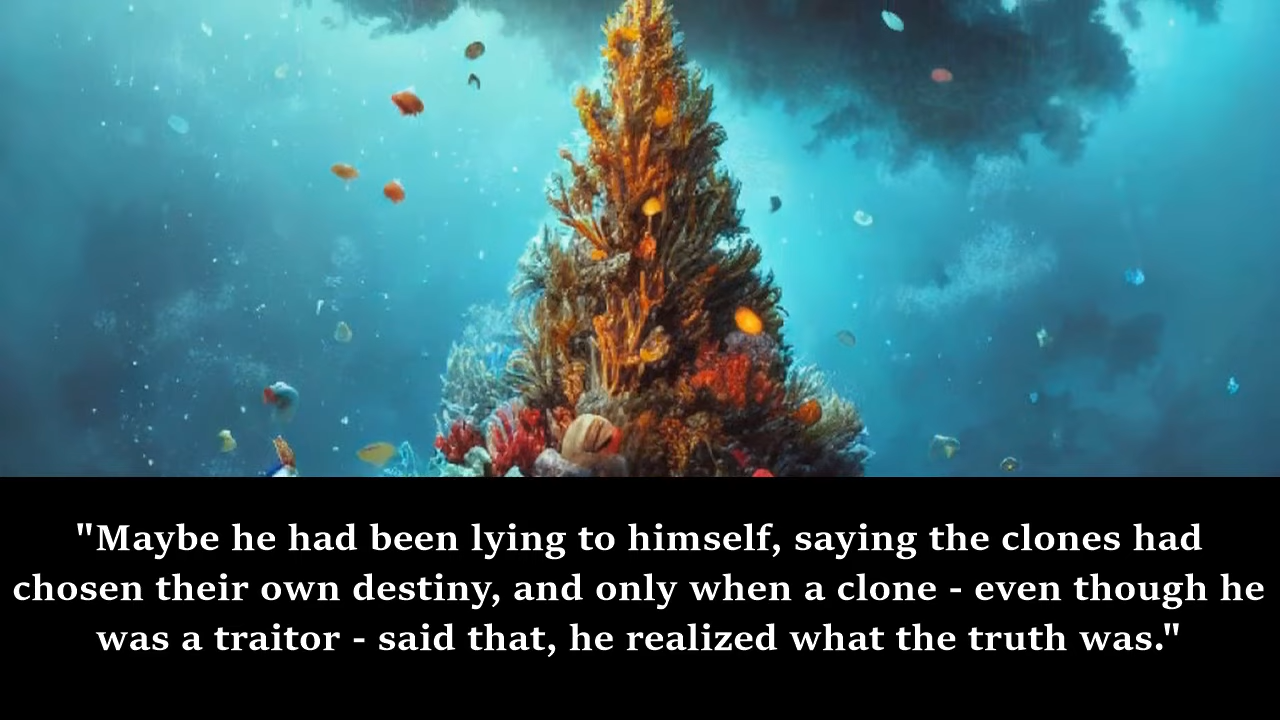 "Maybe he had been lying to himself, saying the clones had
chosen their own destiny, and only when a clone - even though he
was a traitor - said that, he realized what the truth was."